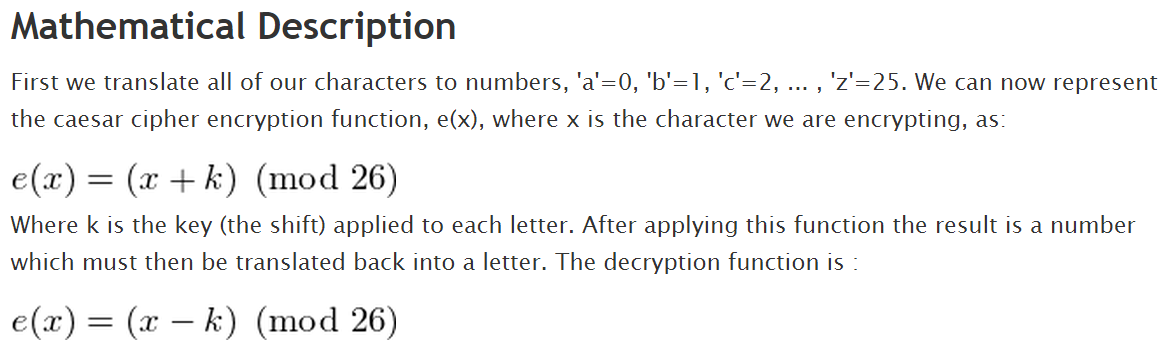 Mathematical Description
First we translate all of our characters to numbers, 'a'=0, 'b'=1, 'c'=2, ... , 'z'=25. We can now represent
the caesar cipher encryption function, e(x), where x is the character we are encrypting, as:
e(x) = (x + k) (mod 26)
Where k is the key (the shift) applied to each letter. After applying this function the result is a number
which must then be translated back into a letter. The decryption function is :
e(x) = (x − k) (mod 26)